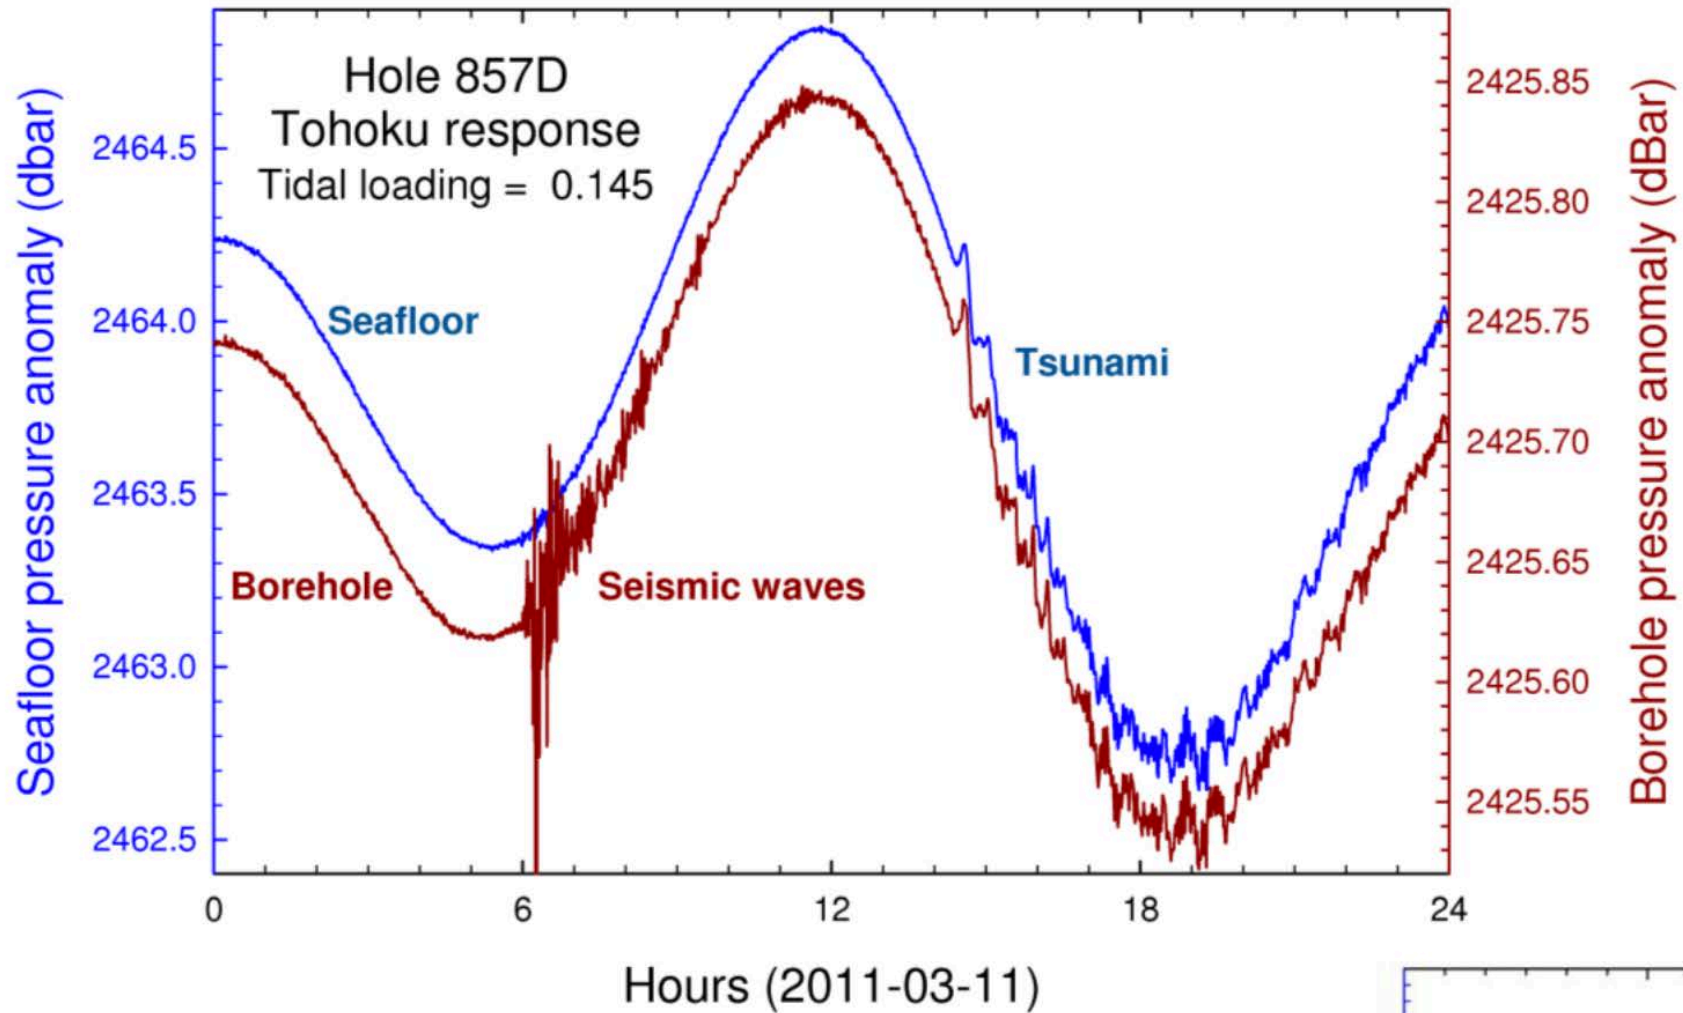 Hole 857D
Tohoku response
Tidal loading = 0.145
Seafloor pressure anomaly (dbar)
2464.5
2464.0
2463.5
2463.0
2462.5
Seafloor
Borehole
Seismic waves
Tsunami
2425.85
2425.80
2425.75
2425.70
2425.65
2425.60
2425.55
Borehole pressure anomaly (dBar)
0 6 12 18 24
Hours (2011-03-11)